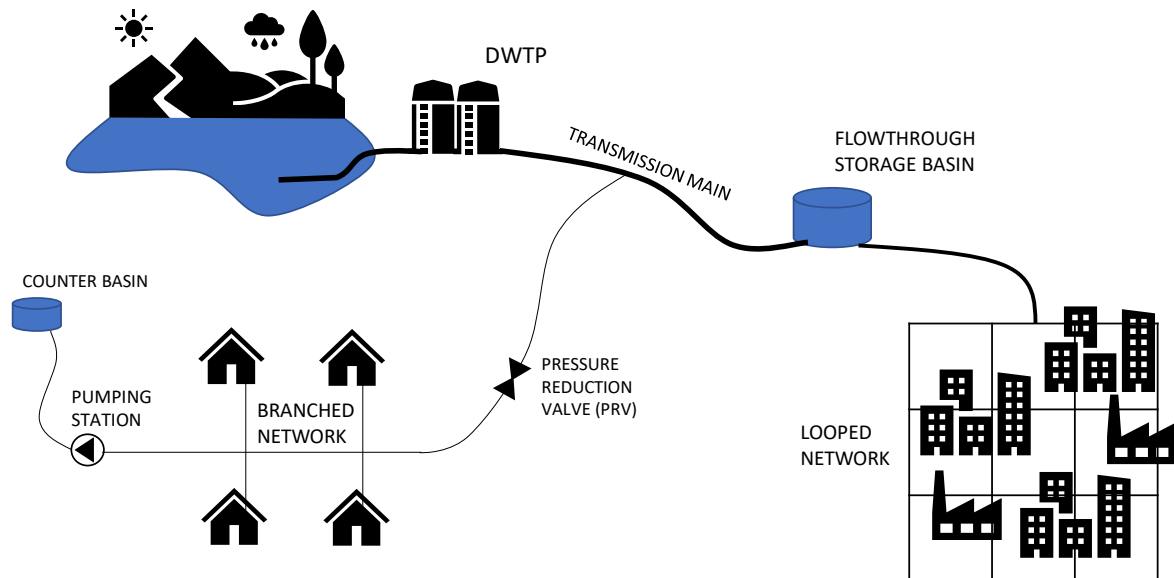 DWTP
TRANSMISSION MAIN
FLOWTHROUGH
STORAGE BASIN
COUNTER BASIN
PUMPING
STATION
BRANCHED
NETWORK
PRESSURE
REDUCTION
VALVE (PRV)
LOOPED
NETWORK